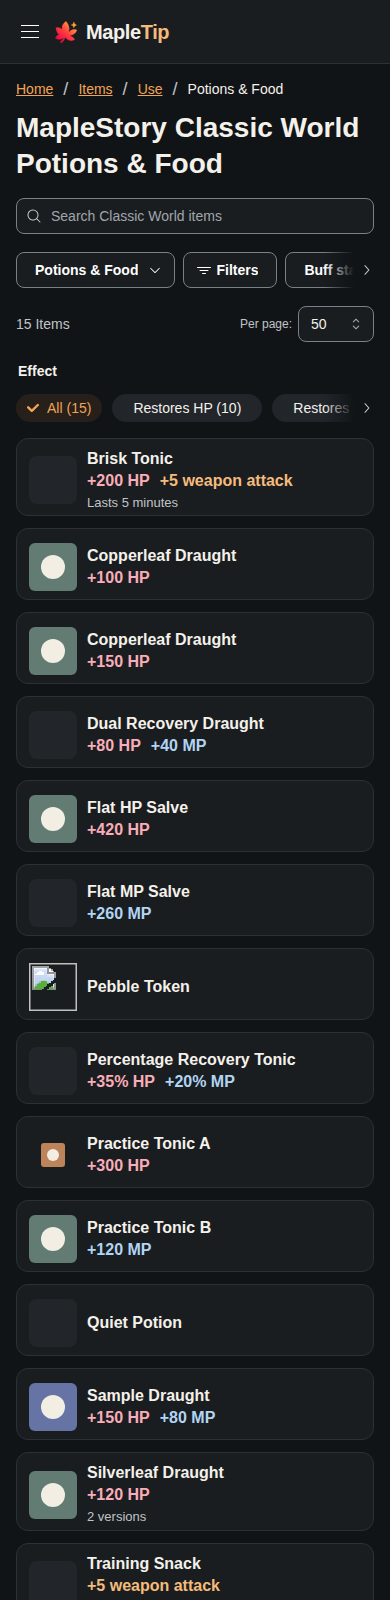 MapleTip
Home / Items / Use / Potions & Food
MapleStory Classic World
Potions & Food
Search Classic World items
Potions & Food
Filters
Buff
15 Items
Per page:
50
Effect
All (15)
Restores HP (10)
Restores
Brisk Tonic
+200 HP +5 weapon attack
Lasts 5 minutes
Copperleaf Draught
+100 HP
Copperleaf Draught
+150 HP
Dual Recovery Draught
+80 HP +40 MP
Flat HP Salve
+420 HP
Flat MP Salve
+260 MP
Pebble Token
Percentage Recovery Tonic
+35% HP +20% MP
Practice Tonic A
+300 HP
Practice Tonic B
+120 MP
Quiet Potion
Sample Draught
+150 HP +80 MP
Silverleaf Draught
+120 HP
2 versions
Training Snack
+5 weapon attack